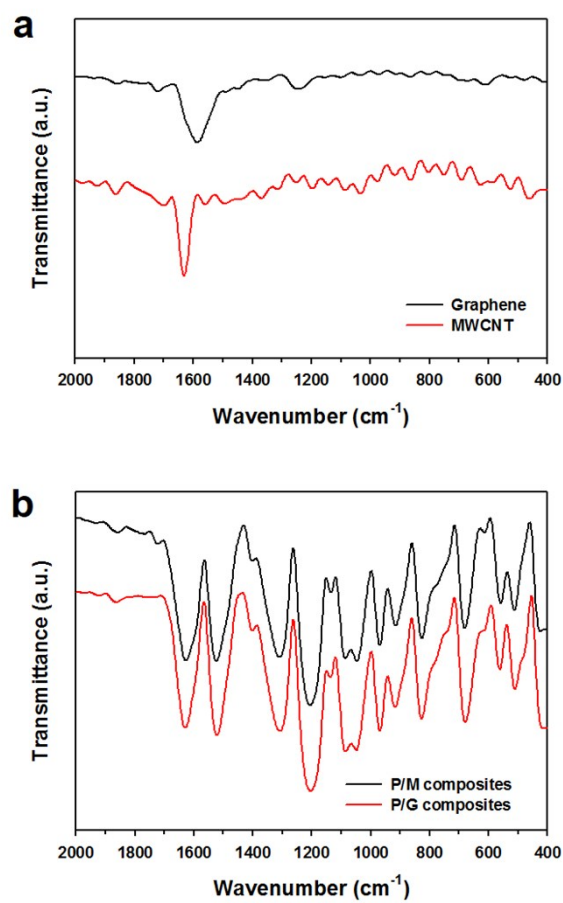 a
Transmittance (a.u.)
Graphene
MWCNT
2000 1800 1600 1400 1200 1000 800 600 400
Wavenumber (cm⁻¹)
b
Transmittance (a.u.)
P/M composites
P/G composites
2000 1800 1600 1400 1200 1000 800 600 400
Wavenumber (cm⁻¹)